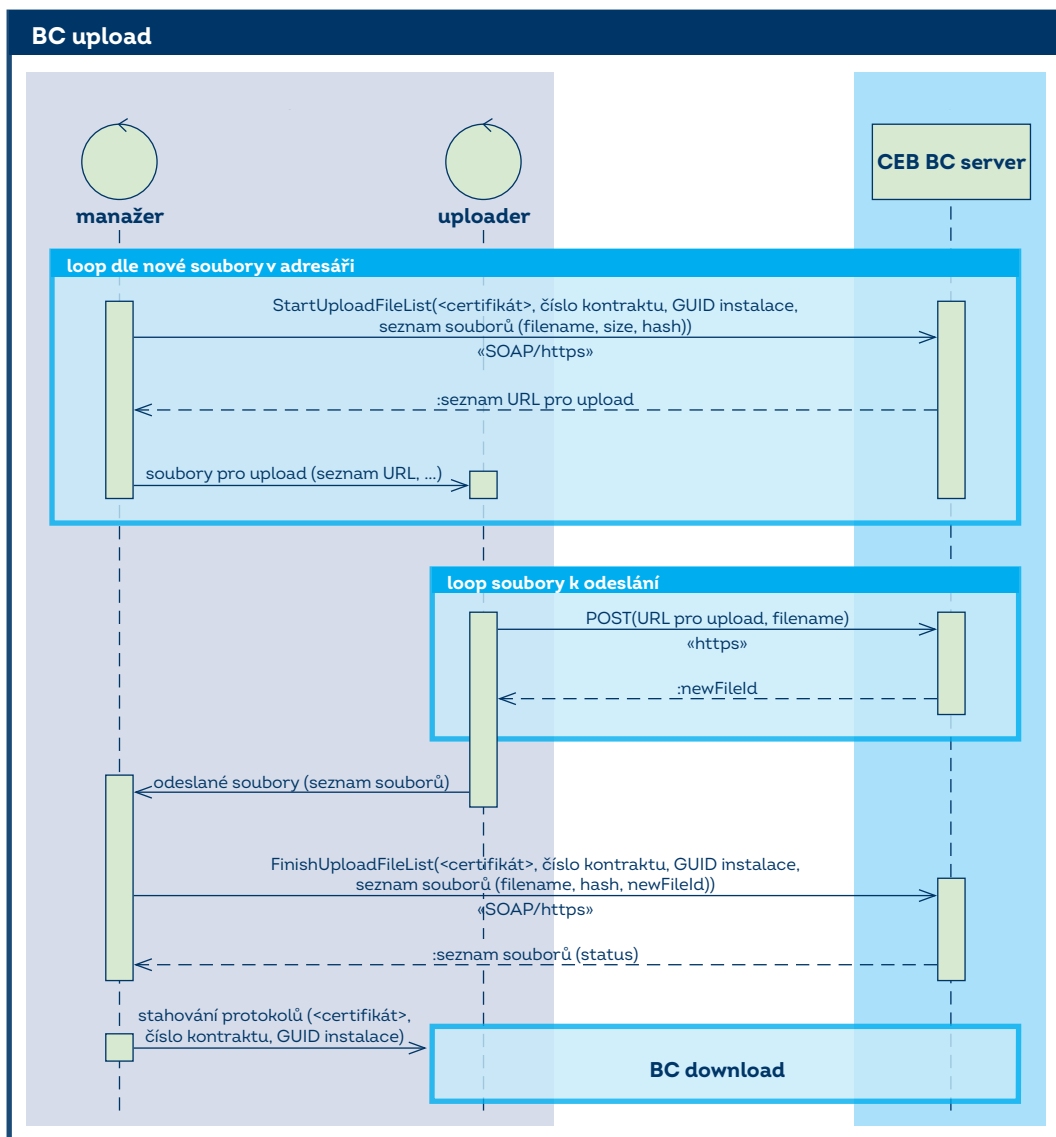 BC upload
manažer
uploader
CEB BC server
loop dle nové soubory v adresáři
StartUploadFileList(<certifikát>, číslo kontraktu, GUID instalace,
seznam souborů (filename, size, hash))
«SOAP/https»
:seznam URL pro upload
soubory pro upload (seznam URL, ...)
loop soubory k odeslání
POST(URL pro upload, filename)
«https»
:newFileId
odeslané soubory (seznam souborů)
FinishUploadFileList(<certifikát>, číslo kontraktu, GUID instalace,
seznam souborů (filename, hash, newFileId))
«SOAP/https»
:seznam souborů (status)
stahování protokolů (<certifikát>,
číslo kontraktu, GUID instalace)
BC download